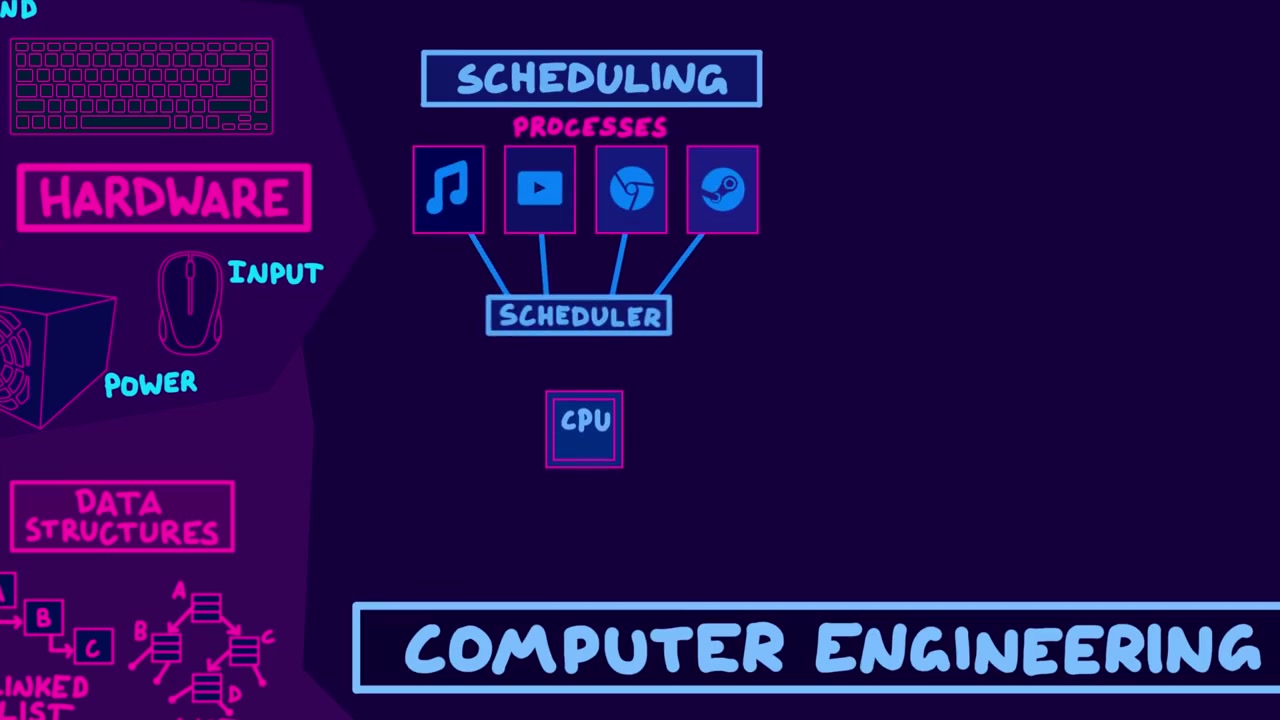 ND
HARDWARE
INPUT
POWER
DATA
STRUCTURES
A
B
C
LINKED
LIST
A
B
C
D
SCHEDULING
PROCESSES
SCHEDULER
CPU
COMPUTER ENGINEERING